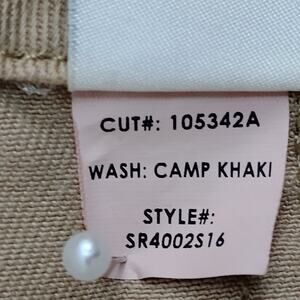 CUT#: 105342A
WASH: CAMP KHAKI
STYLE#:
SR4002S16